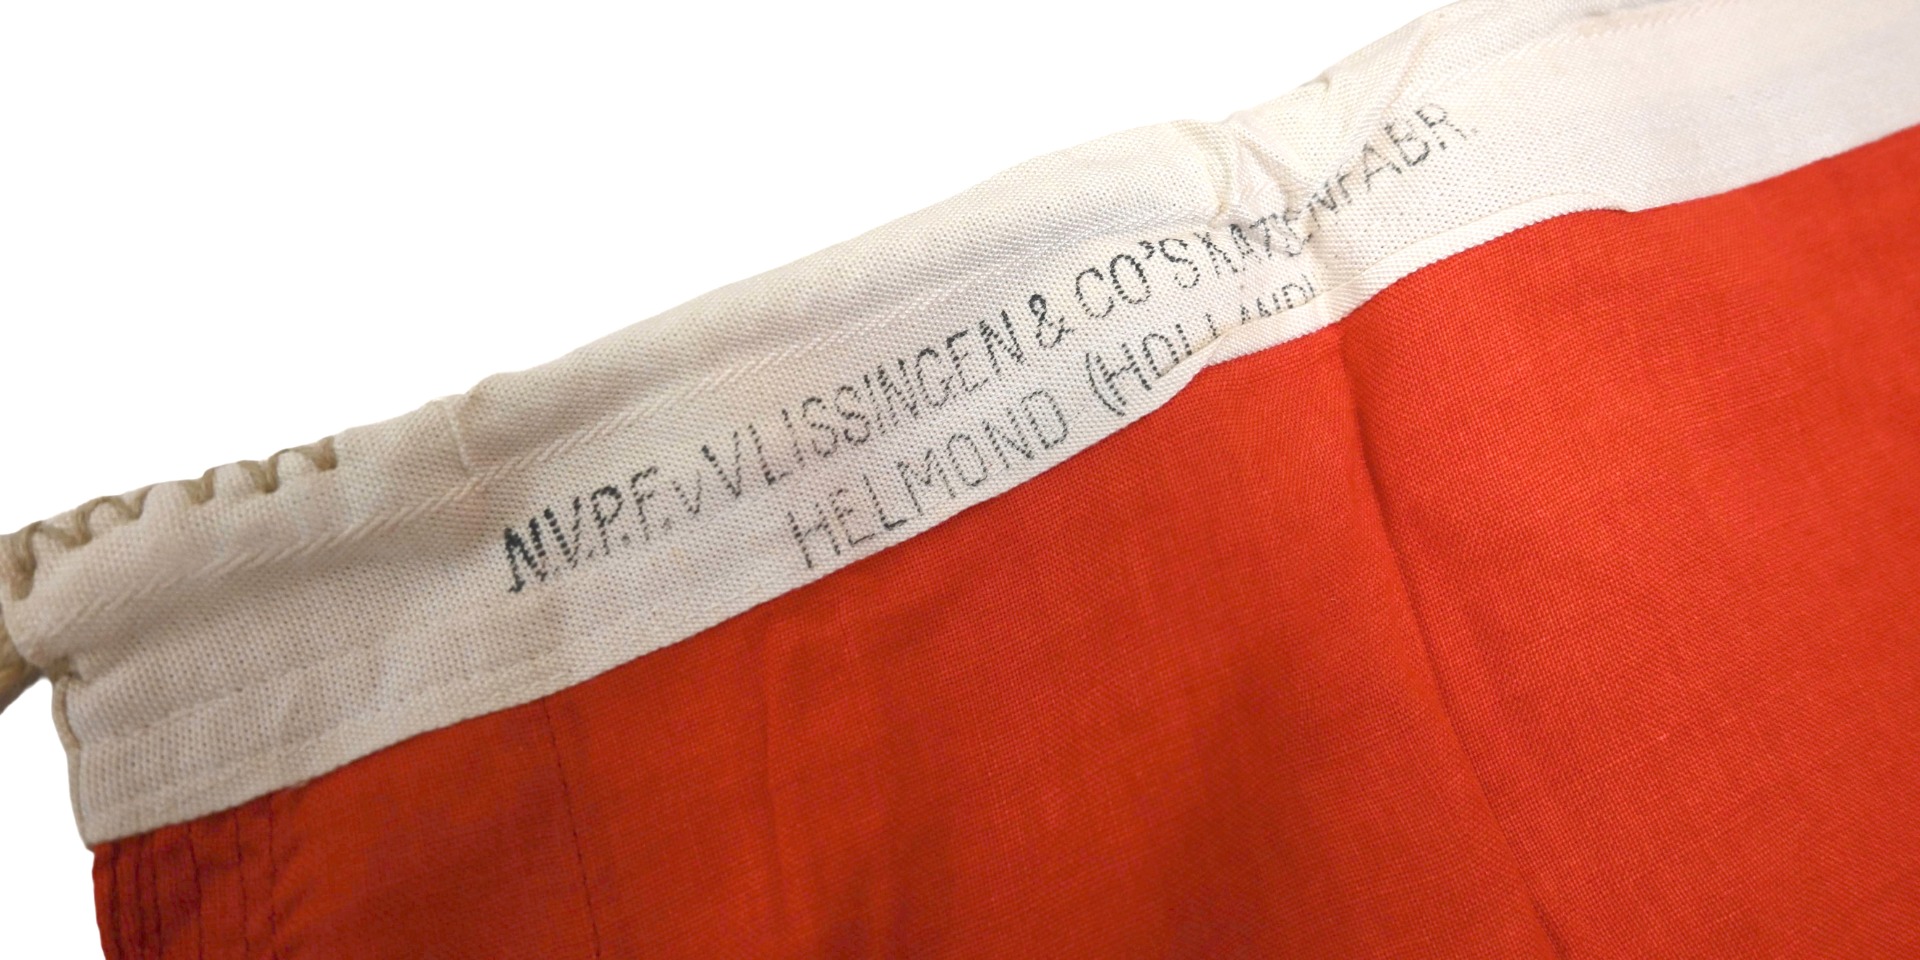 N.V.P.F.v VLISSINGEN & CO'S KATOENFABR.
HELMOND (HOLLAND)